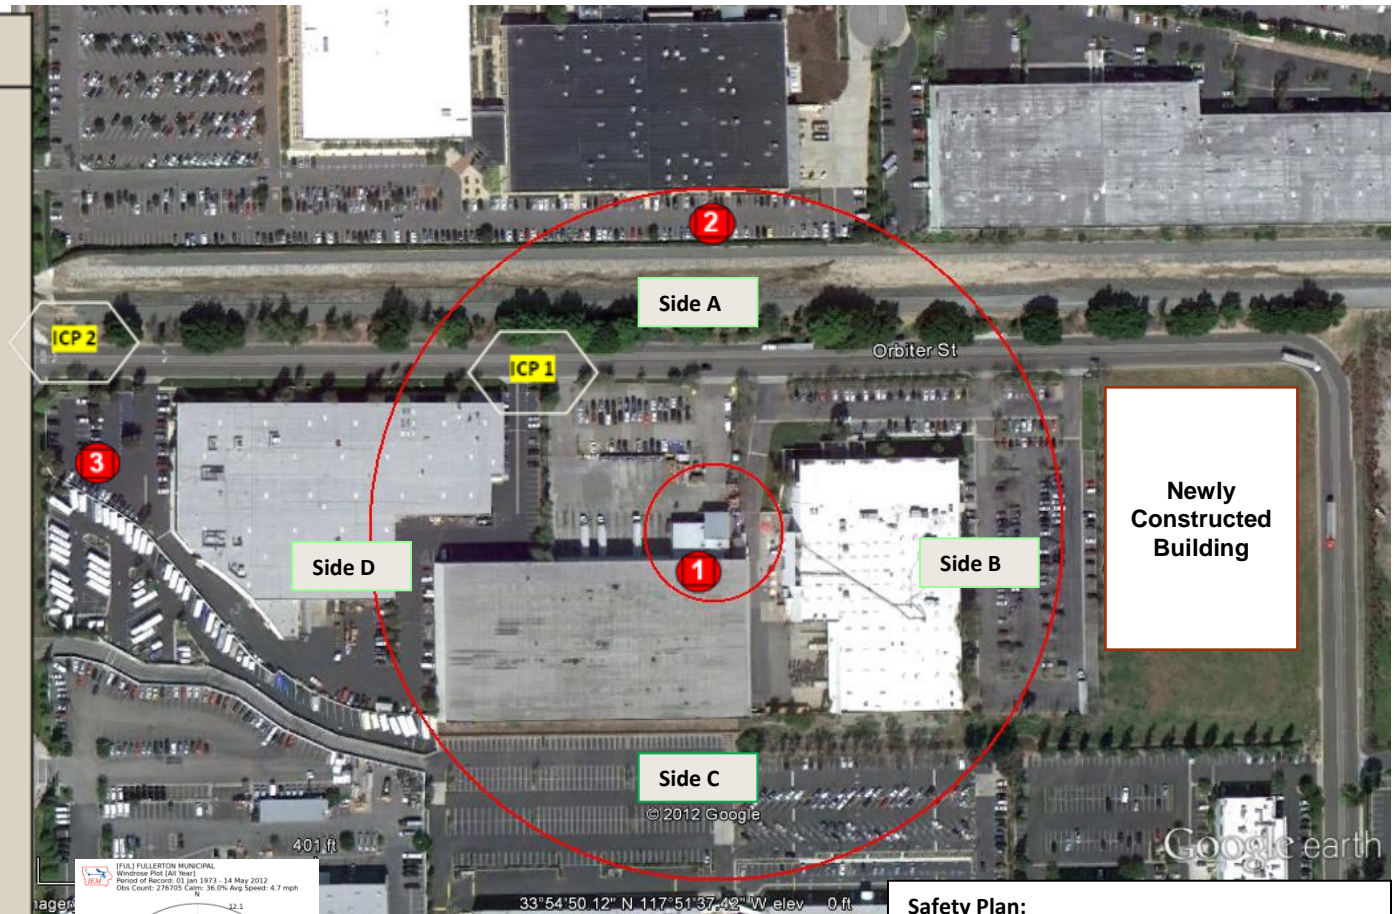 2
Side A
ICP 2
ICP 1
Orbiter St
3
Newly
Constructed
Building
Side D
1
Side B
Side C
© 2012 Google
401 ft
Google earth
[FUL] FULLERTON MUNICIPAL
Windrose Plot [All Year]
Period of Record: 01 Jan 1973 - 14 May 2012
Obs Count: 276705 Calm: 36.0% Avg Speed: 4.7 mph
IEM
N
12.1
33°54'50.12" N 117°51'37.42" W elev 0 ft
Safety Plan: